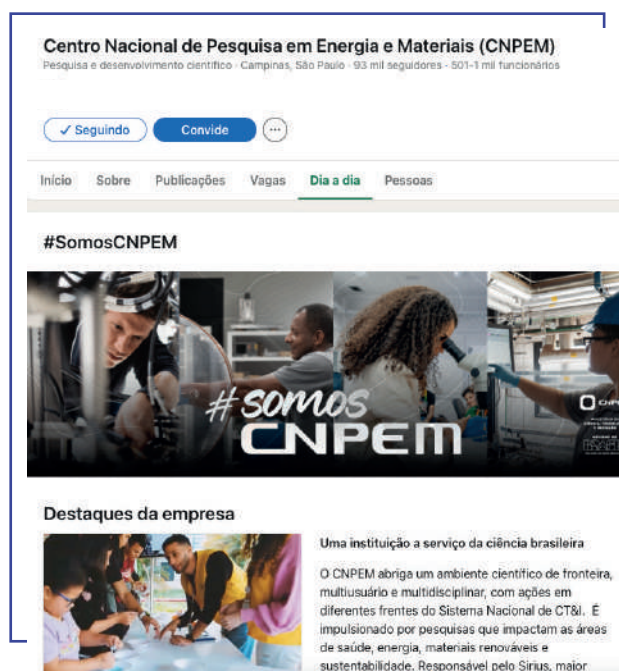 Centro Nacional de Pesquisa em Energia e Materiais (CNPEM)
Pesquisa e desenvolvimento científico · Campinas, São Paulo · 93 mil seguidores · 501-1 mil funcionários
✓ Seguindo Convide ...
Início Sobre Publicações Vagas Dia a dia Pessoas
#SomosCNPEM
#SOMOS
CNPEM
Destaques da empresa
Uma instituição a serviço da ciência brasileira
O CNPEM abriga um ambiente científico de fronteira,
multiusuário e multidisciplinar, com ações em
diferentes frentes do Sistema Nacional de CT&I. É
impulsionado por pesquisas que impactam as áreas
de saúde, energia, materiais renováveis e
sustentabilidade. Responsável pelo Sirius, maior